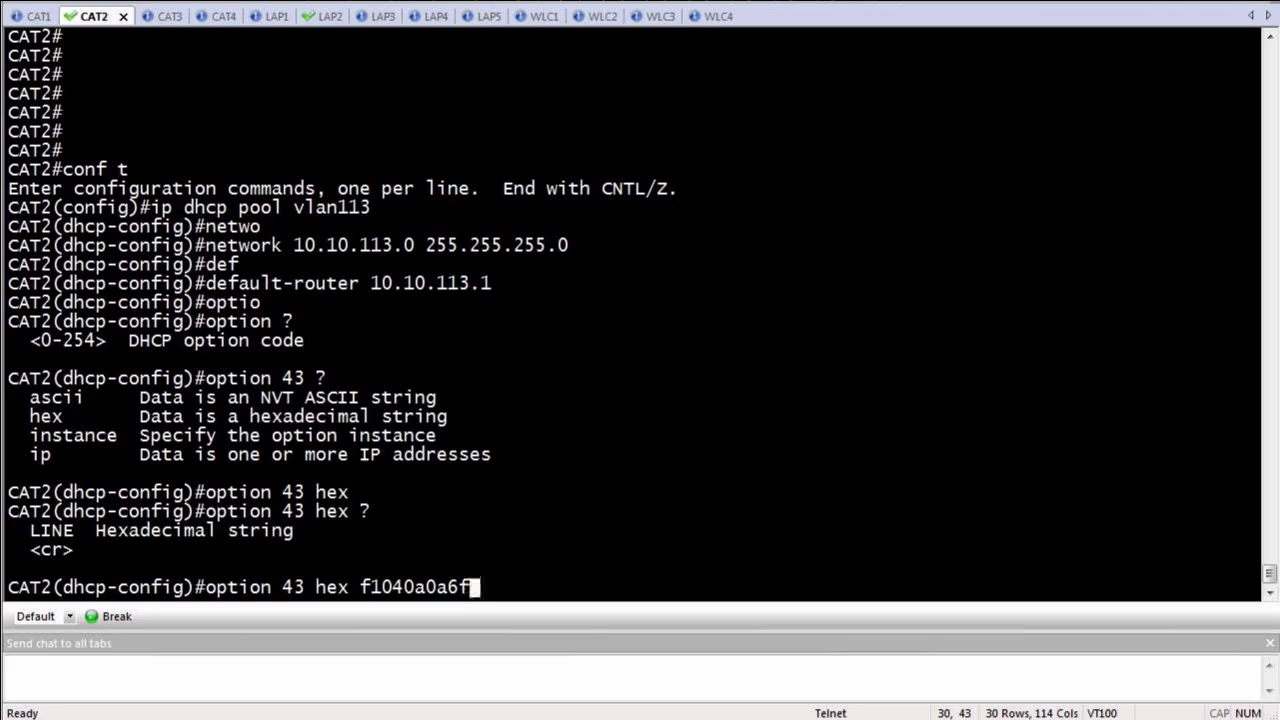 CAT1 CAT2 CAT3 CAT4 LAP1 LAP2 LAP3 LAP4 LAP5 WLC1 WLC2 WLC3 WLC4
CAT2#
CAT2#
CAT2#
CAT2#
CAT2#
CAT2#
CAT2#
CAT2#conf t
Enter configuration commands, one per line.  End with CNTL/Z.
CAT2(config)#ip dhcp pool vlan113
CAT2(dhcp-config)#netwo
CAT2(dhcp-config)#network 10.10.113.0 255.255.255.0
CAT2(dhcp-config)#def
CAT2(dhcp-config)#default-router 10.10.113.1
CAT2(dhcp-config)#optio
CAT2(dhcp-config)#option ?
<0-254>  DHCP option code
CAT2(dhcp-config)#option 43 ?
ascii     Data is an NVT ASCII string
hex       Data is a hexadecimal string
instance  Specify the option instance
ip        Data is one or more IP addresses
CAT2(dhcp-config)#option 43 hex
CAT2(dhcp-config)#option 43 hex ?
LINE  Hexadecimal string
<cr>
CAT2(dhcp-config)#option 43 hex f1040a0a6f
Default Break
Send chat to all tabs
Ready Telnet 30, 43 30 Rows, 114 Cols VT100 CAP NUM